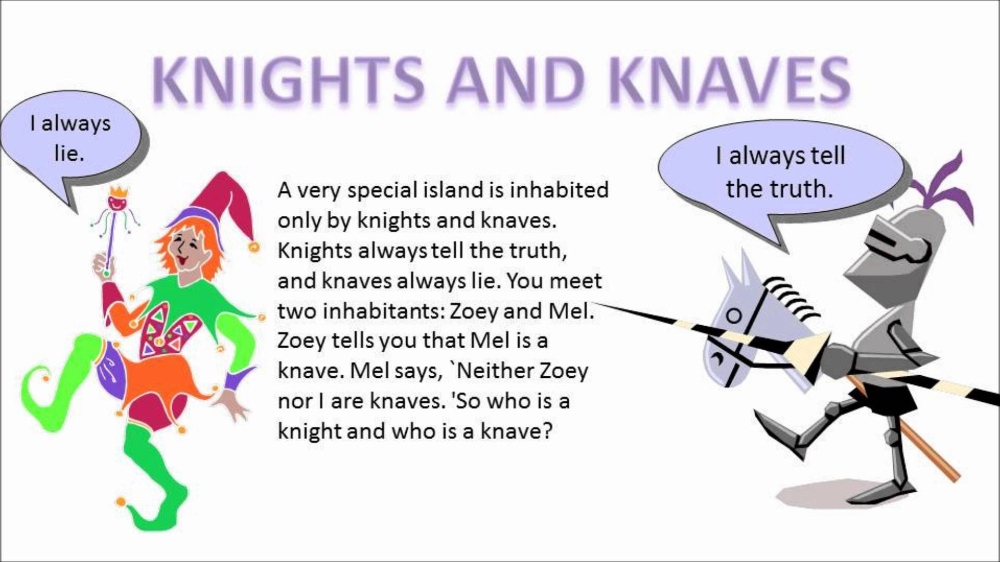 KNIGHTS AND KNAVES
I always
lie.
I always tell
the truth.
A very special island is inhabited
only by knights and knaves.
Knights always tell the truth,
and knaves always lie. You meet
two inhabitants: Zoey and Mel.
Zoey tells you that Mel is a
knave. Mel says, `Neither Zoey
nor I are knaves. 'So who is a
knight and who is a knave?